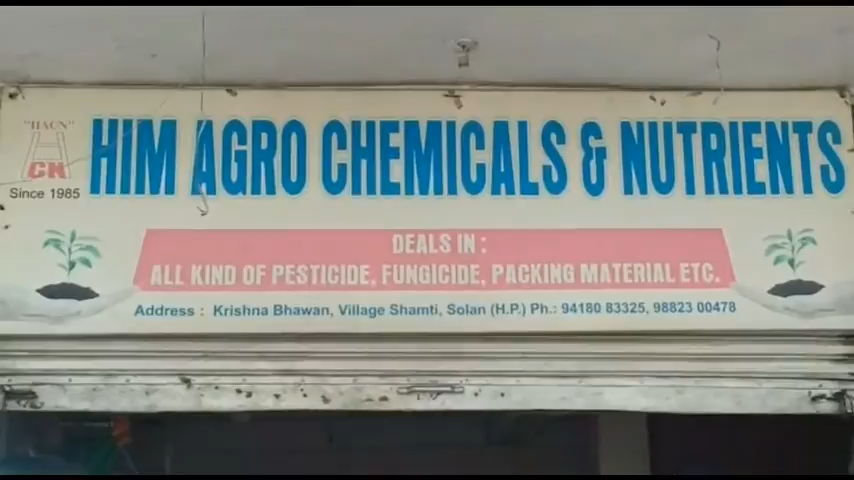 "HACN"
CN
Since 1985
HIM AGRO CHEMICALS & NUTRIENTS
DEALS IN :
ALL KIND OF PESTICIDE, FUNGICIDE, PACKING MATERIAL ETC.
Address : Krishna Bhawan, Village Shamti, Solan (H.P.) Ph.: 94180 83325, 98823 00478